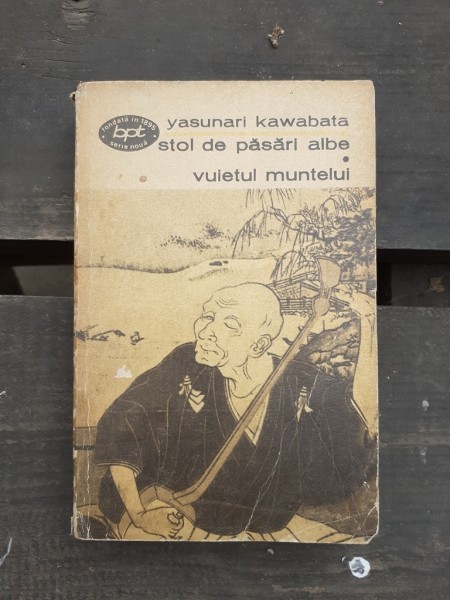 fondată în 1895
bpt
serie nouă
yasunari kawabata
stol de păsări albe
•
vuietul muntelui